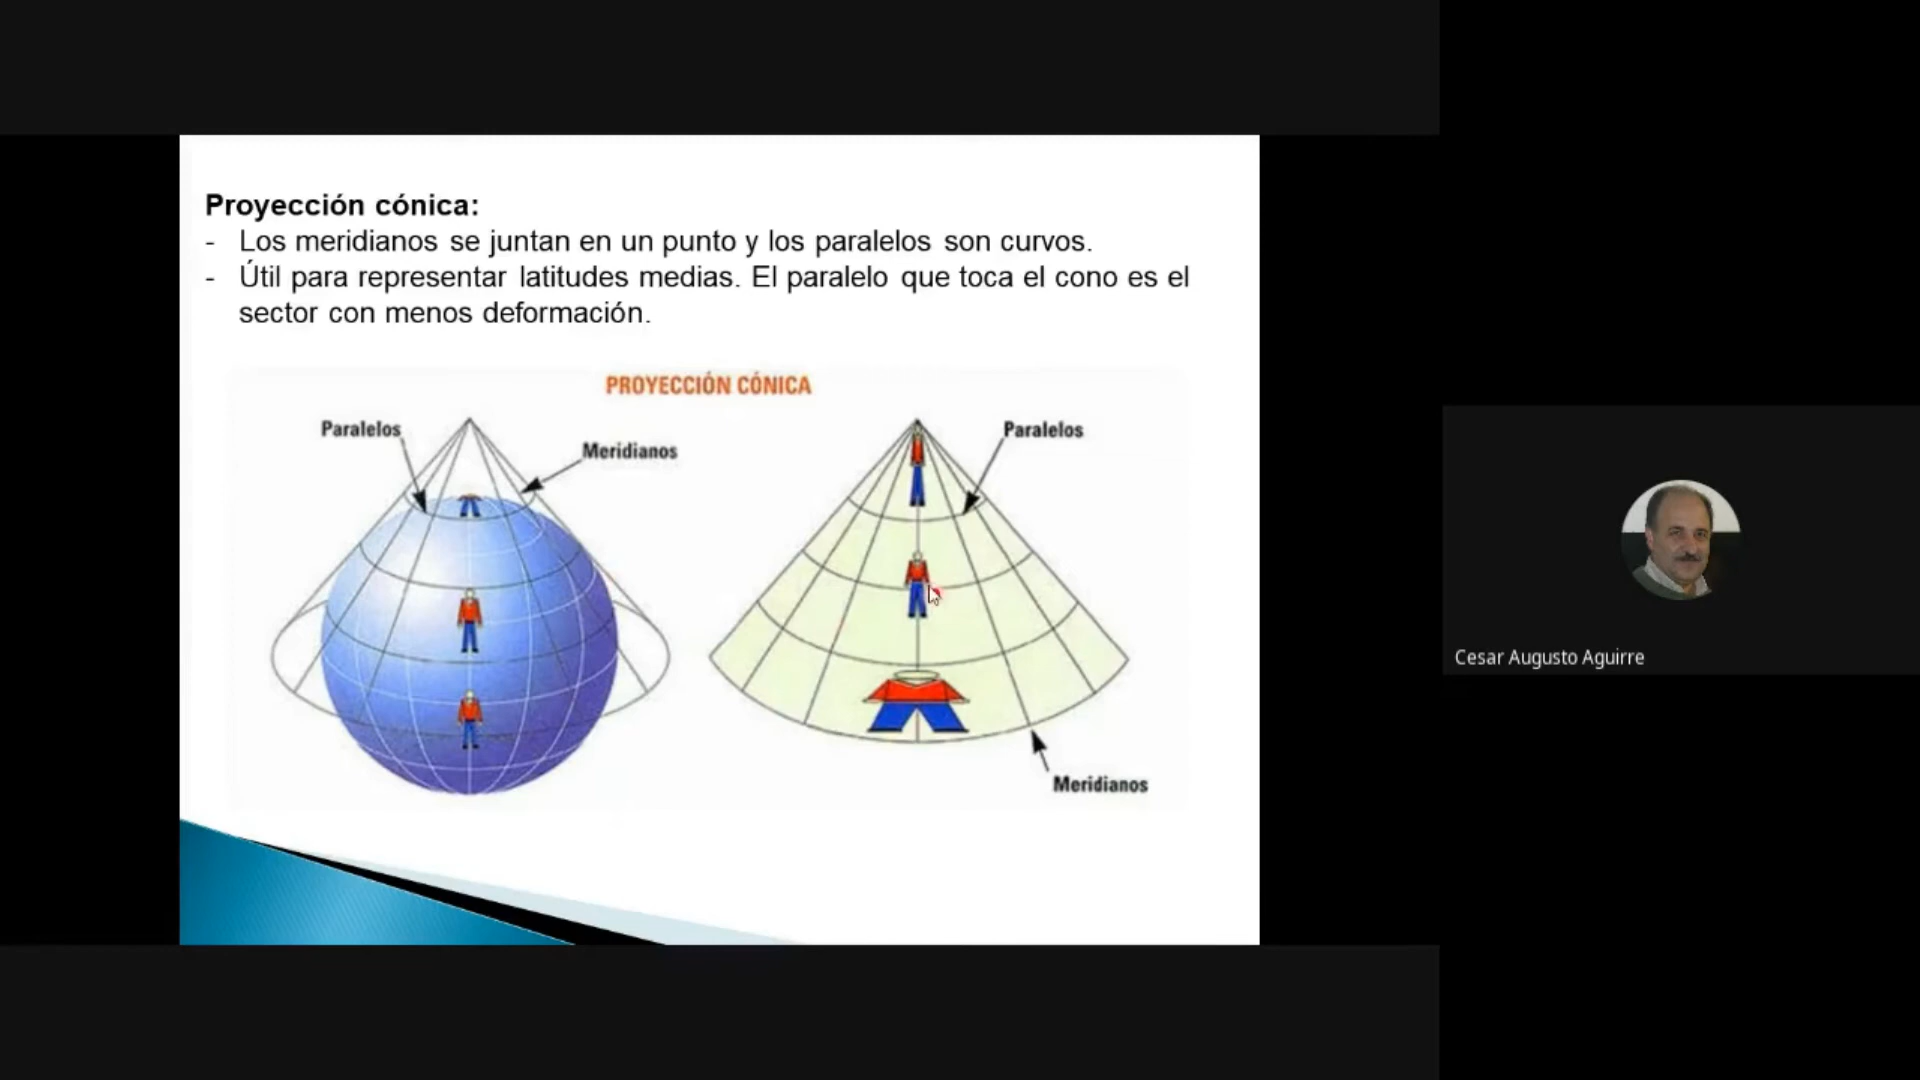 Proyección cónica:
- Los meridianos se juntan en un punto y los paralelos son curvos.
- Útil para representar latitudes medias. El paralelo que toca el cono es el
sector con menos deformación.
PROYECCIÓN CÓNICA
Paralelos
Meridianos
Paralelos
Meridianos
Cesar Augusto Aguirre